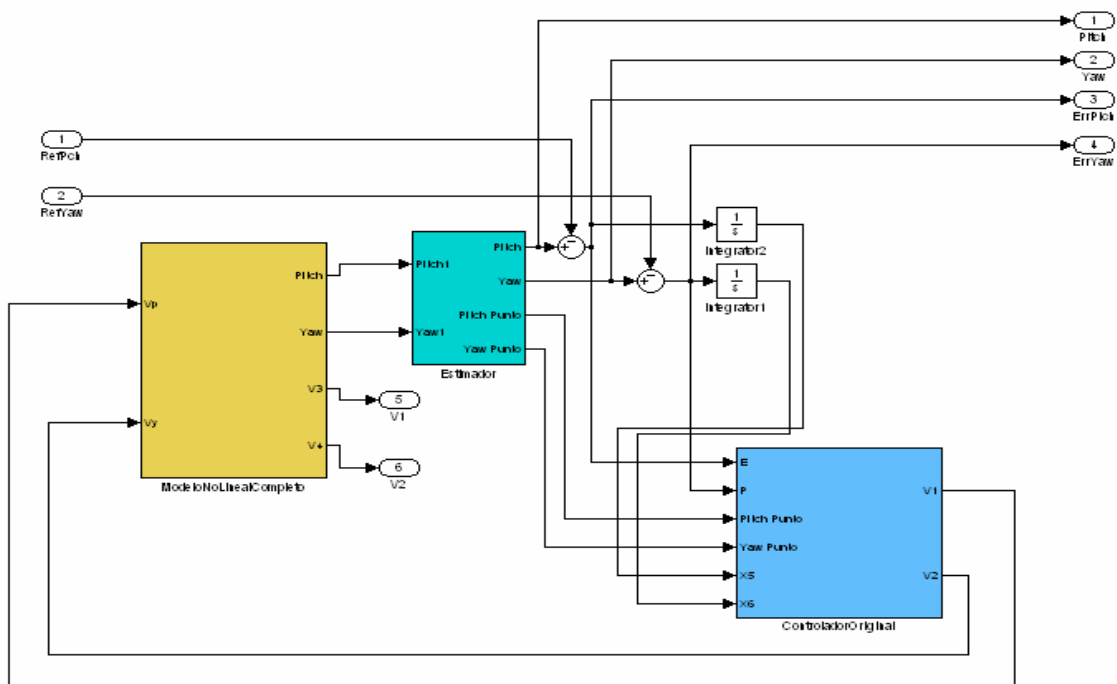 1
Pitch
2
Yaw
3
ErrPich
4
ErrYaw
1
RefPch
2
RefYaw
1
s
Integrator2
1
s
Integrator1
Pitch
Yaw
V3
V4
Vp
Vy
ModeloNoLinealCompleto
Pitch1
Yaw1
Pitch
Yaw
Pitch Punto
Yaw Punto
Estimador
5
V1
6
V2
E
P
Pitch Punto
Yaw Punto
X5
X6
V1
V2
ControladorOriginal